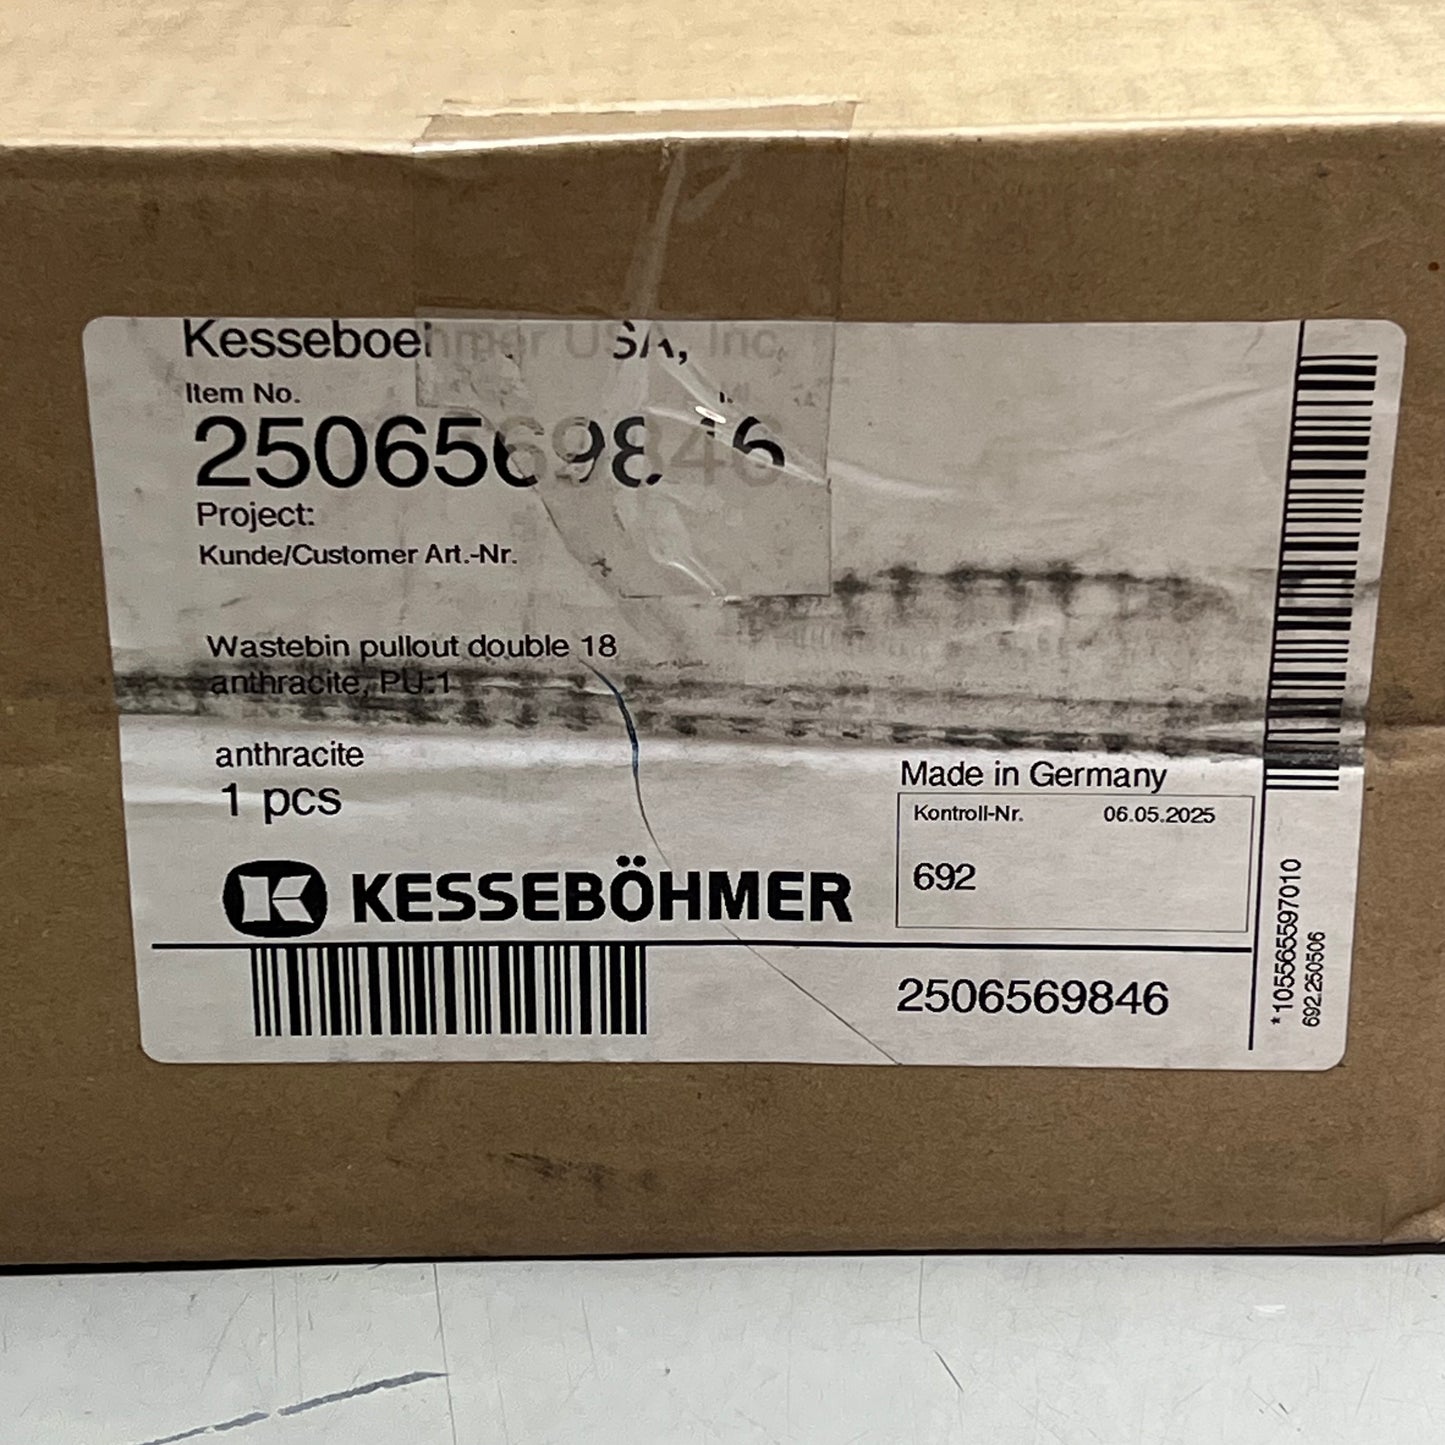 Kesseboehmer USA, Inc.
Item No.
2506569846
Project:
Kunde/Customer Art.-Nr.
Wastebin pullout double 18
anthracite, PU:1
anthracite
1 pcs
Made in Germany
Kontroll-Nr. 06.05.2025
692
K KESSEBÖHMER
2506569846
*1055655597010
692.250506